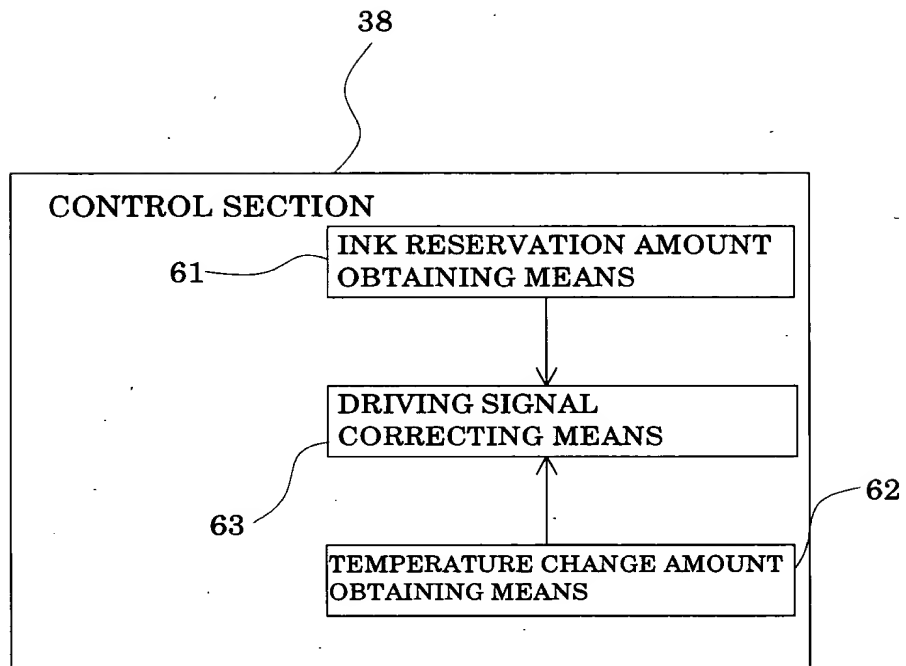 38
CONTROL SECTION
INK RESERVATION AMOUNT
OBTAINING MEANS
61
DRIVING SIGNAL
CORRECTING MEANS
63
62
TEMPERATURE CHANGE AMOUNT
OBTAINING MEANS